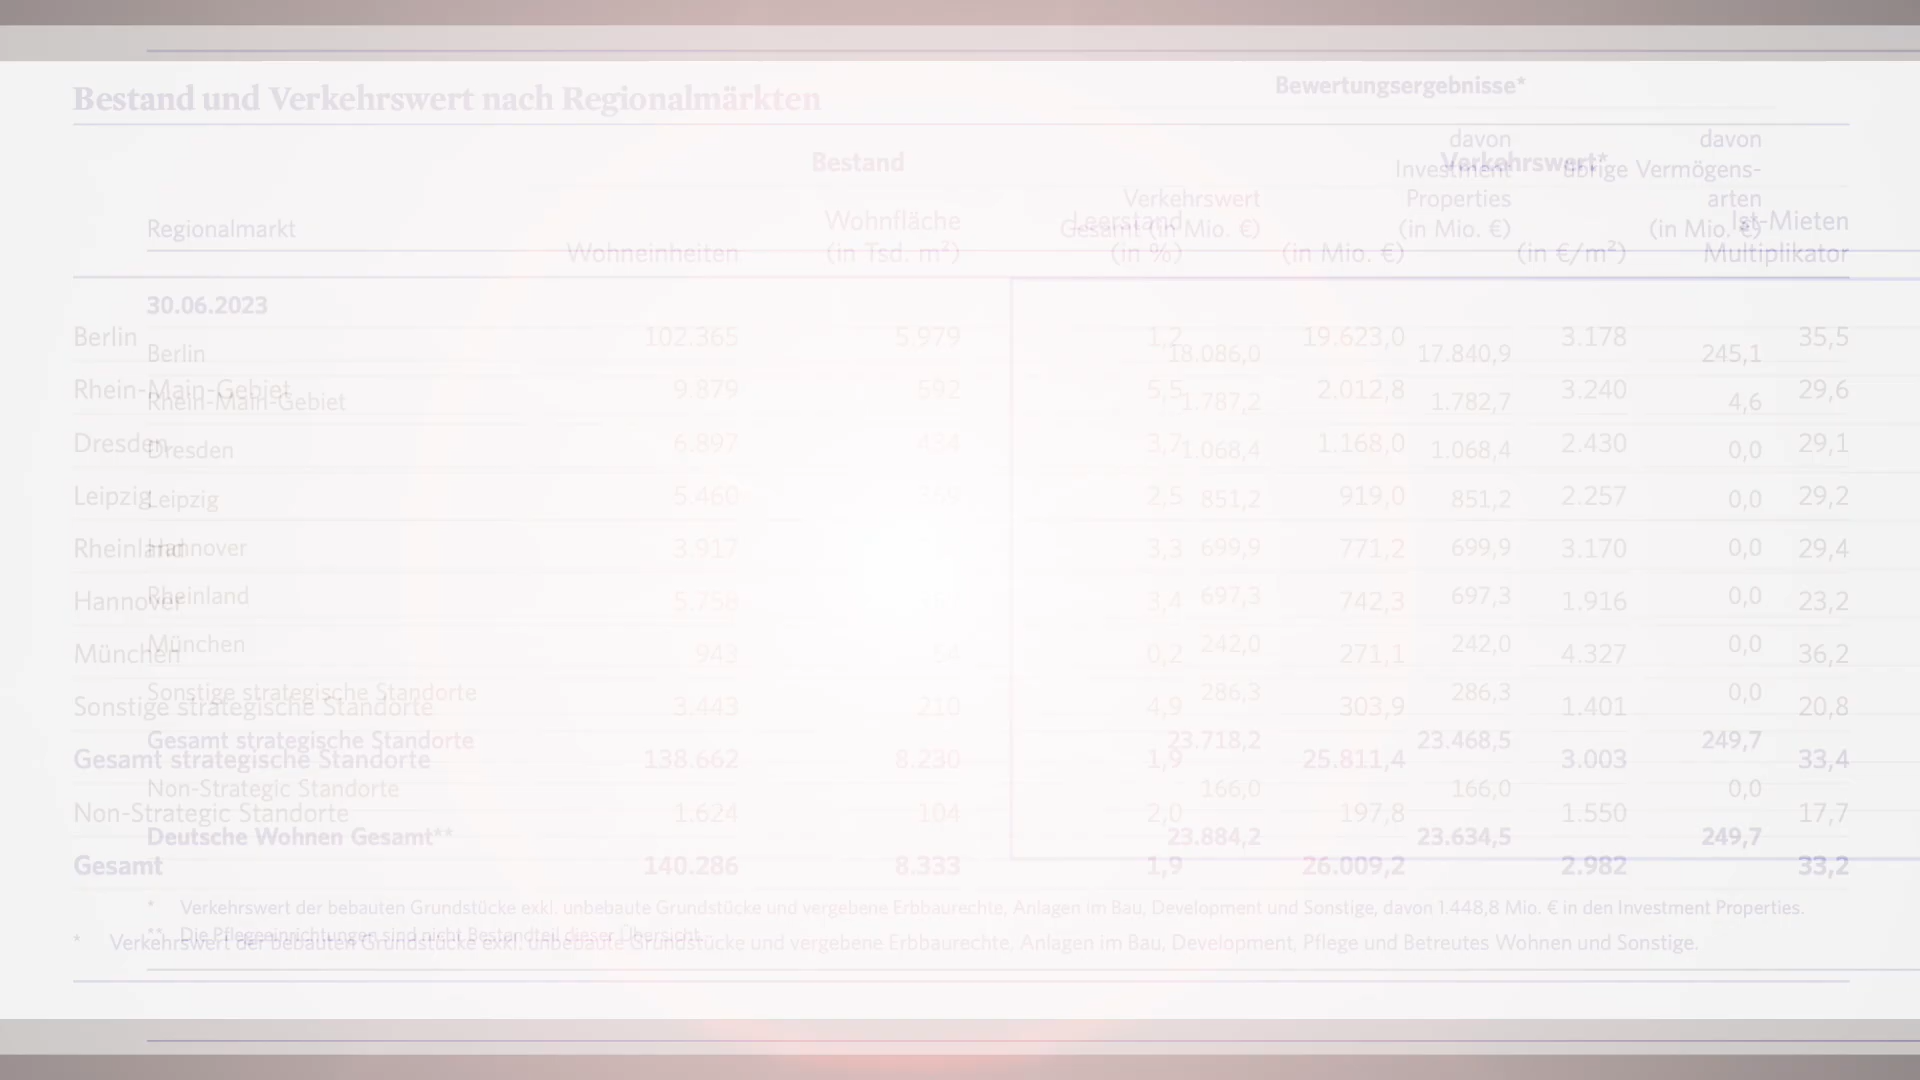 Bestand und Verkehrswert nach Regionalmärkten
Bestand Verkehrswert*
Wohneinheiten Wohnfläche (in Tsd. m²) Leerstand (in %) (in Mio. €) (in €/m²) Ist-Mieten Multiplikator
Berlin 102.365 5.979 1,2 19.623,0 3.178 35,5
Rhein-Main-Gebiet 9.879 592 5,5 2.012,8 3.240 29,6
Dresden 6.897 434 3,7 1.168,0 2.430 29,1
Leipzig 5.460 2,5 919,0 2.257 29,2
Rheinland 3.917 3,3 771,2 3.170 29,4
Hannover 5.758 3,4 742,3 1.916 23,2
München 943 64 0,2 271,1 4.327 36,2
Sonstige strategische Standorte 3.443 210 4,9 303,9 1.401 20,8
Gesamt strategische Standorte 138.662 8.230 1,9 25.811,4 3.003 33,4
Non-Strategic Standorte 1.624 104 2,0 197,8 1.550 17,7
Gesamt 140.286 8.333 1,9 26.009,2 2.982 33,2
* Verkehrswert der bebauten Grundstücke exkl. unbebaute Grundstücke und vergebene Erbbaurechte, Anlagen im Bau, Development, Pflege und Betreutes Wohnen und Sonstige.
Bewertungsergebnisse*
Regionalmarkt Verkehrswert Gesamt (in Mio. €) davon Investment Properties (in Mio. €) davon übrige Vermögens-arten (in Mio. €)
30.06.2023
Berlin 18.086,0 17.840,9 245,1
Rhein-Main-Gebiet 1.787,2 1.782,7 4,6
Dresden 1.068,4 1.068,4 0,0
Leipzig 851,2 851,2 0,0
Hannover 699,9 699,9 0,0
Rheinland 697,3 697,3 0,0
München 242,0 242,0 0,0
Sonstige strategische Standorte 286,3 286,3 0,0
Gesamt strategische Standorte 23.718,2 23.468,5 249,7
Non-Strategic Standorte 166,0 166,0 0,0
Deutsche Wohnen Gesamt** 23.884,2 23.634,5 249,7
* Verkehrswert der bebauten Grundstücke exkl. unbebaute Grundstücke und vergebene Erbbaurechte, Anlagen im Bau, Development und Sonstige, davon 1.448,8 Mio. € in den Investment Properties.
** Die Pflegeeinrichtungen sind nicht Bestandteil dieser Übersicht.